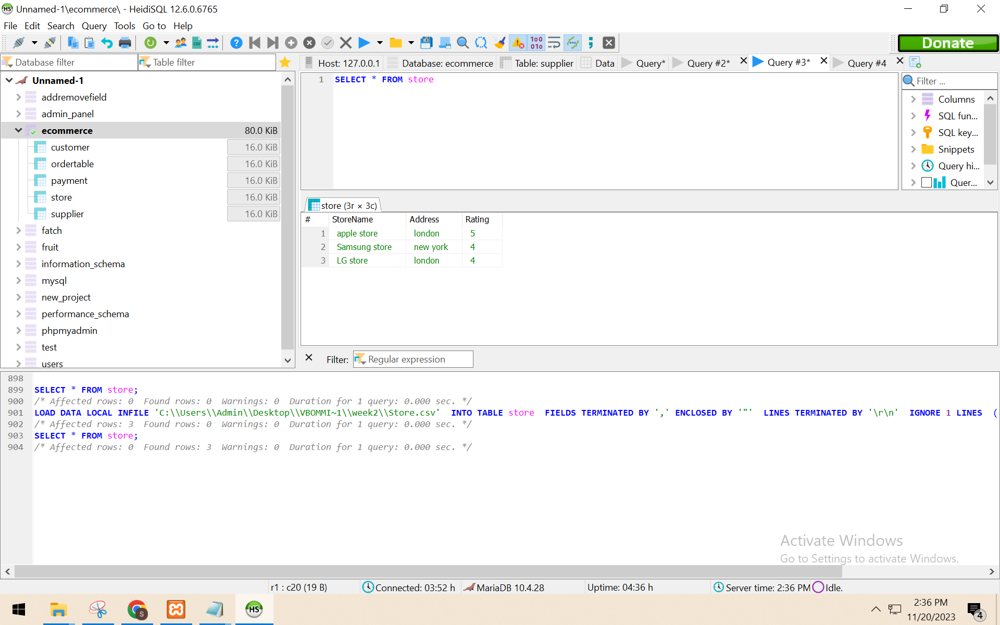 Unnamed-1\ecommerce\ - HeidiSQL 12.6.0.6765
File Edit Search Query Tools Go to Help
Donate
Database filter
Table filter
Host: 127.0.0.1 Database: ecommerce Table: supplier Data Query* Query #2* Query #3* Query #4
Unnamed-1
addremovefield
admin_panel
ecommerce 80.0 KiB
customer 16.0 KiB
ordertable 16.0 KiB
payment 16.0 KiB
store 16.0 KiB
supplier 16.0 KiB
fatch
fruit
information_schema
mysql
new_project
performance_schema
phpmyadmin
test
users
1 SELECT * FROM store
Filter ...
Columns
SQL fun...
SQL key...
Snippets
Query hi...
Quer...
store (3r × 3c)
# StoreName Address Rating
1 apple store london 5
2 Samsung store new york 4
3 LG store london 4
Filter: Regular expression
898
899 SELECT * FROM store;
900 /* Affected rows: 0 Found rows: 0 Warnings: 0 Duration for 1 query: 0.000 sec. */
901 LOAD DATA LOCAL INFILE 'C:\\Users\\Admin\\Desktop\\VBOMMI~1\\week2\\Store.csv' INTO TABLE store FIELDS TERMINATED BY ',' ENCLOSED BY '"' LINES TERMINATED BY '\r\n' IGNORE 1 LINES (
902 /* Affected rows: 3 Found rows: 0 Warnings: 0 Duration for 1 query: 0.000 sec. */
903 SELECT * FROM store;
904 /* Affected rows: 0 Found rows: 3 Warnings: 0 Duration for 1 query: 0.000 sec. */
Activate Windows
Go to Settings to activate Windows.
r1 : c20 (19 B) Connected: 03:52 h MariaDB 10.4.28 Uptime: 04:36 h Server time: 2:36 PM Idle.
S
HS
2:36 PM
11/20/2023
4